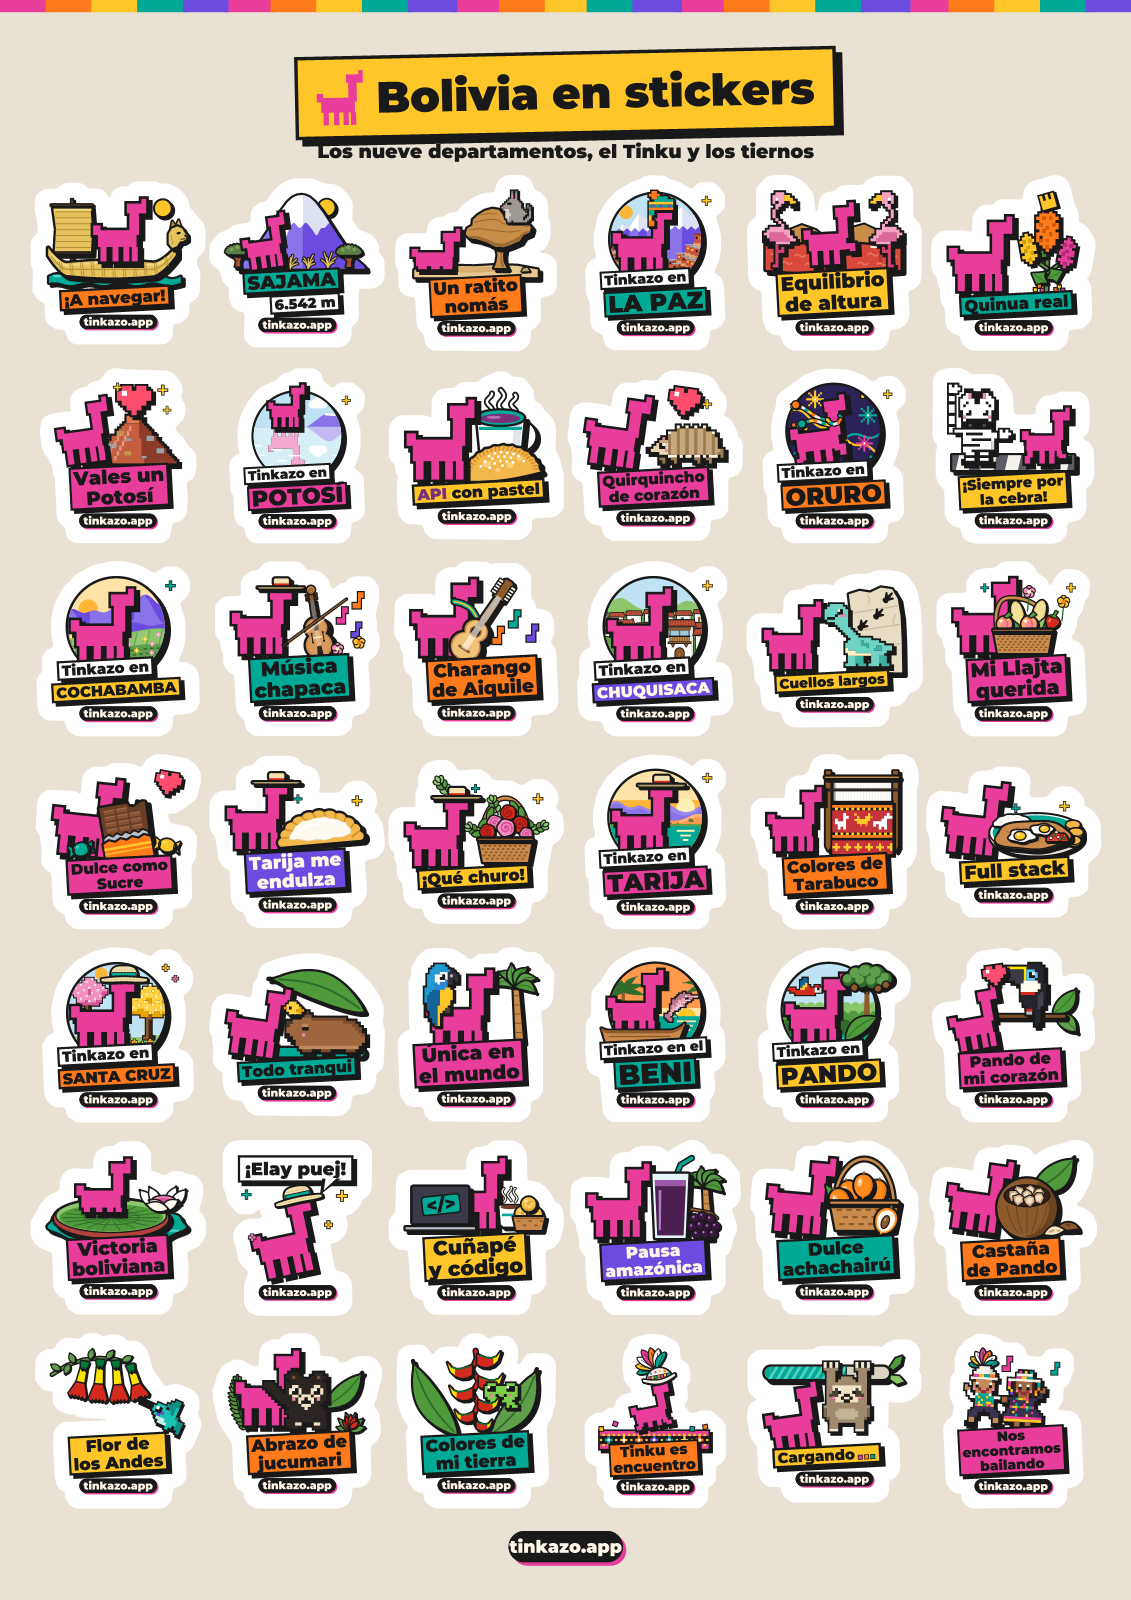 Bolivia en stickers
Los nueve departamentos, el Tinku y los tiernos
¡A navegar!
tinkazo.app
SAJAMA
6.542 m
tinkazo.app
Un ratito
nomás
tinkazo.app
Tinkazo en
LA PAZ
tinkazo.app
Equilibrio
de altura
tinkazo.app
Quinua real
tinkazo.app
Vales un
Potosí
tinkazo.app
Tinkazo en
POTOSÍ
tinkazo.app
API con pastel
tinkazo.app
Quirquincho
de corazón
tinkazo.app
Tinkazo en
ORURO
tinkazo.app
¡Siempre por
la cebra!
tinkazo.app
Tinkazo en
COCHABAMBA
tinkazo.app
Música
chapaca
tinkazo.app
Charango
de Aiquile
tinkazo.app
Tinkazo en
CHUQUISACA
tinkazo.app
Cuellos largos
tinkazo.app
Mi Llajta
querida
tinkazo.app
Dulce como
Sucre
tinkazo.app
Tarija me
endulza
tinkazo.app
¡Qué churo!
tinkazo.app
Tinkazo en
TARIJA
tinkazo.app
Colores de
Tarabuco
tinkazo.app
Full stack
tinkazo.app
Tinkazo en
SANTA CRUZ
tinkazo.app
Todo tranqui
tinkazo.app
Única en
el mundo
tinkazo.app
Tinkazo en el
BENI
tinkazo.app
Tinkazo en
PANDO
tinkazo.app
Pando de
mi corazón
tinkazo.app
Victoria
boliviana
tinkazo.app
¡Elay puej!
tinkazo.app
</>
Cuñapé
y código
tinkazo.app
Pausa
amazónica
tinkazo.app
Dulce
achachairú
tinkazo.app
Castaña
de Pando
tinkazo.app
Flor de
los Andes
tinkazo.app
Abrazo de
jucumari
tinkazo.app
Colores de
mi tierra
tinkazo.app
Tinku es
encuentro
tinkazo.app
Cargando
tinkazo.app
Nos
encontramos
bailando
tinkazo.app
tinkazo.app